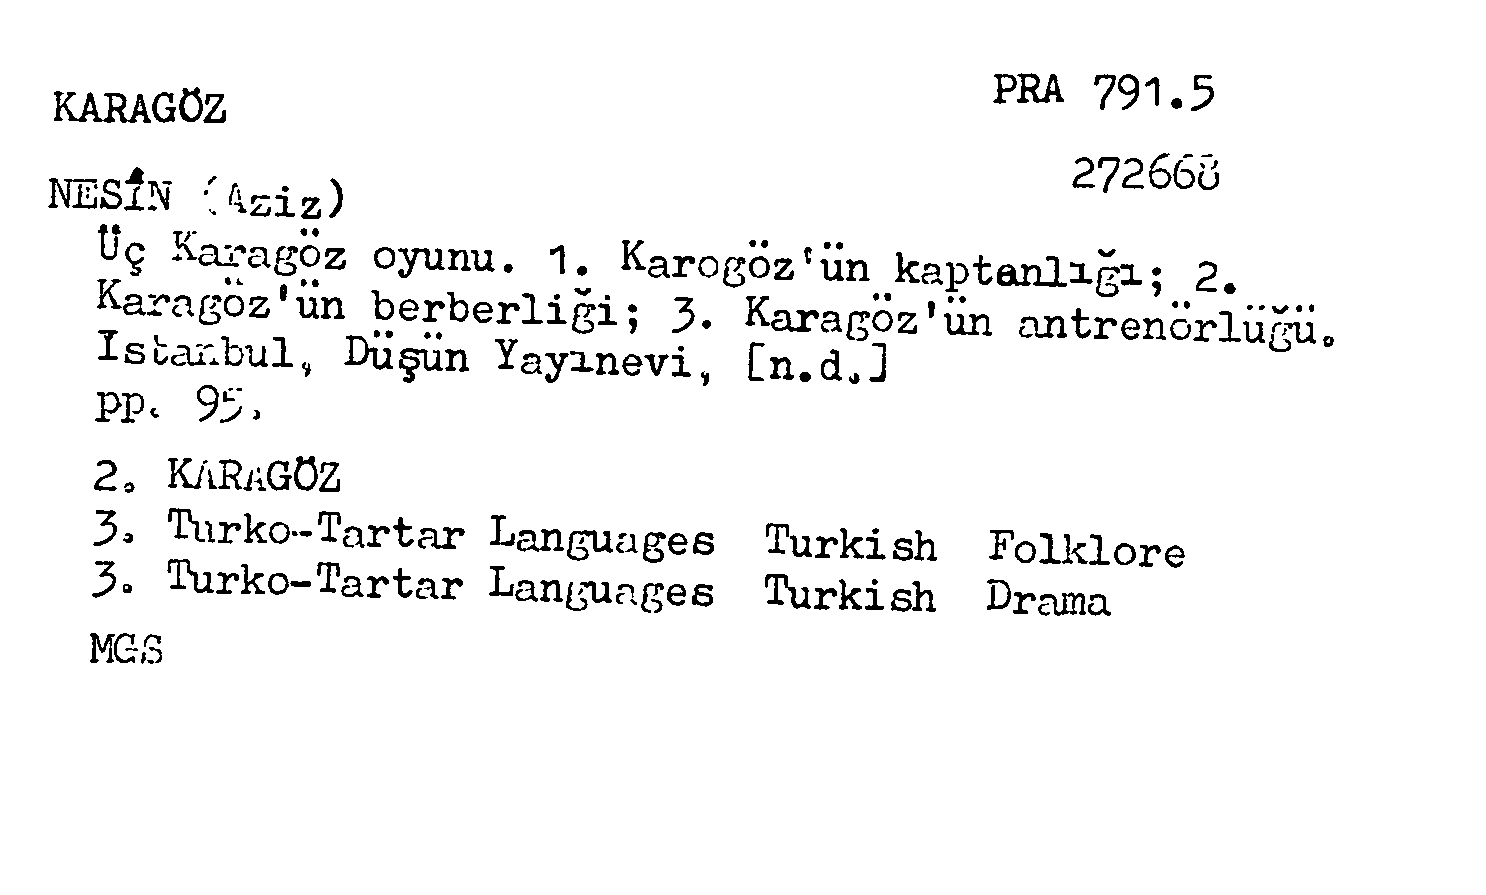 KARAGÖZ
PRA 791.5
272668
NESİN (Aziz)
Üç Karagöz oyunu. 1. Karogöz'ün kaptanlığı; 2.
Karagöz'ün berberliği; 3. Karagöz'ün antrenörlüğü.
Istanbul, Düşün Yayınevi, [n.d.]
pp. 95.
2. KARAGÖZ
3. Turko-Tartar Languages Turkish Folklore
3. Turko-Tartar Languages Turkish Drama
MGS